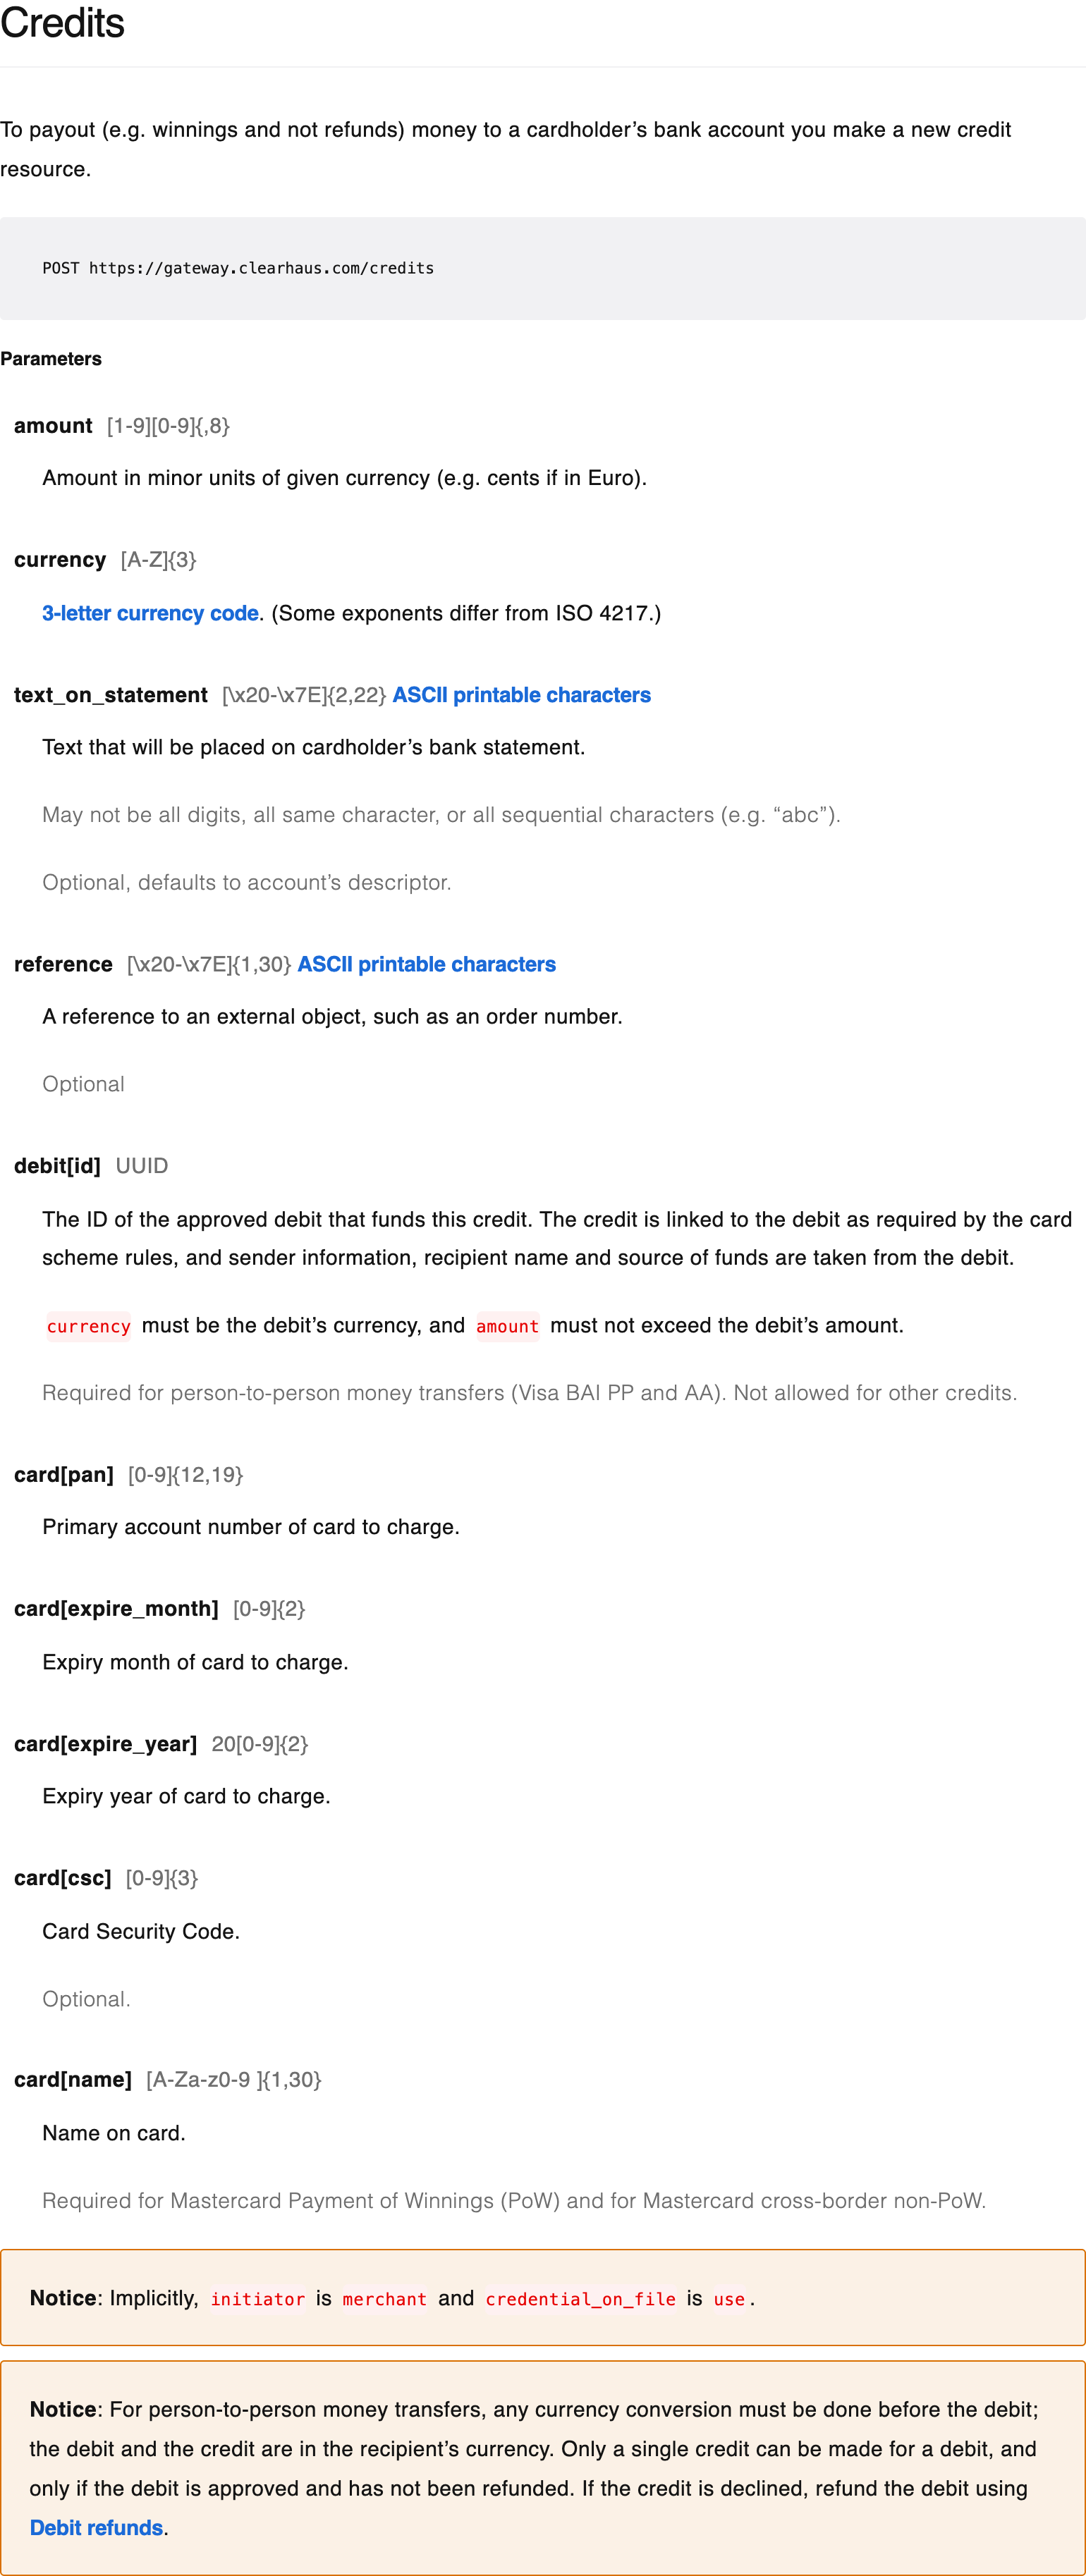 Credits
To payout (e.g. winnings and not refunds) money to a cardholder’s bank account you make a new credit
resource.
POST https://gateway.clearhaus.com/credits
Parameters
amount [1-9][0-9]{,8}
Amount in minor units of given currency (e.g. cents if in Euro).
currency [A-Z]{3}
3-letter currency code. (Some exponents differ from ISO 4217.)
text_on_statement [\x20-\x7E]{2,22} ASCII printable characters
Text that will be placed on cardholder’s bank statement.
May not be all digits, all same character, or all sequential characters (e.g. “abc”).
Optional, defaults to account’s descriptor.
reference [\x20-\x7E]{1,30} ASCII printable characters
A reference to an external object, such as an order number.
Optional
debit[id] UUID
The ID of the approved debit that funds this credit. The credit is linked to the debit as required by the card
scheme rules, and sender information, recipient name and source of funds are taken from the debit.
currency must be the debit’s currency, and amount must not exceed the debit’s amount.
Required for person-to-person money transfers (Visa BAI PP and AA). Not allowed for other credits.
card[pan] [0-9]{12,19}
Primary account number of card to charge.
card[expire_month] [0-9]{2}
Expiry month of card to charge.
card[expire_year] 20[0-9]{2}
Expiry year of card to charge.
card[csc] [0-9]{3}
Card Security Code.
Optional.
card[name] [A-Za-z0-9 ]{1,30}
Name on card.
Required for Mastercard Payment of Winnings (PoW) and for Mastercard cross-border non-PoW.
Notice: Implicitly, initiator is merchant and credential_on_file is use.
Notice: For person-to-person money transfers, any currency conversion must be done before the debit;
the debit and the credit are in the recipient’s currency. Only a single credit can be made for a debit, and
only if the debit is approved and has not been refunded. If the credit is declined, refund the debit using
Debit refunds.